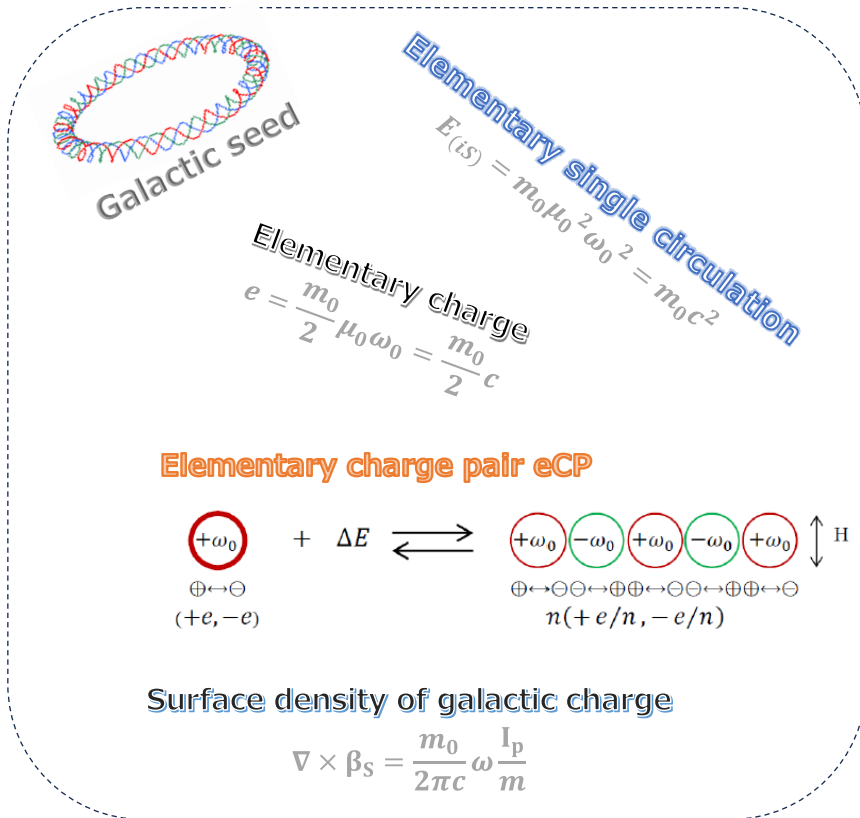 Galactic seed
Elementary single circulation
E(is) = m₀μ₀²ω₀² = m₀c²
Elementary charge
e = m₀/2 μ₀ω₀ = m₀/2 c
Elementary charge pair eCP
+ω₀ + ΔE ⇌ +ω₀ −ω₀ +ω₀ −ω₀ +ω₀ ↕ H
⊕↔⊖ ⊕↔⊖⊖↔⊕⊕↔⊖⊖↔⊕⊕↔⊖
(+e,−e) n(+e/n,−e/n)
Surface density of galactic charge
∇ × βS = m₀/2πc ω Ip/m